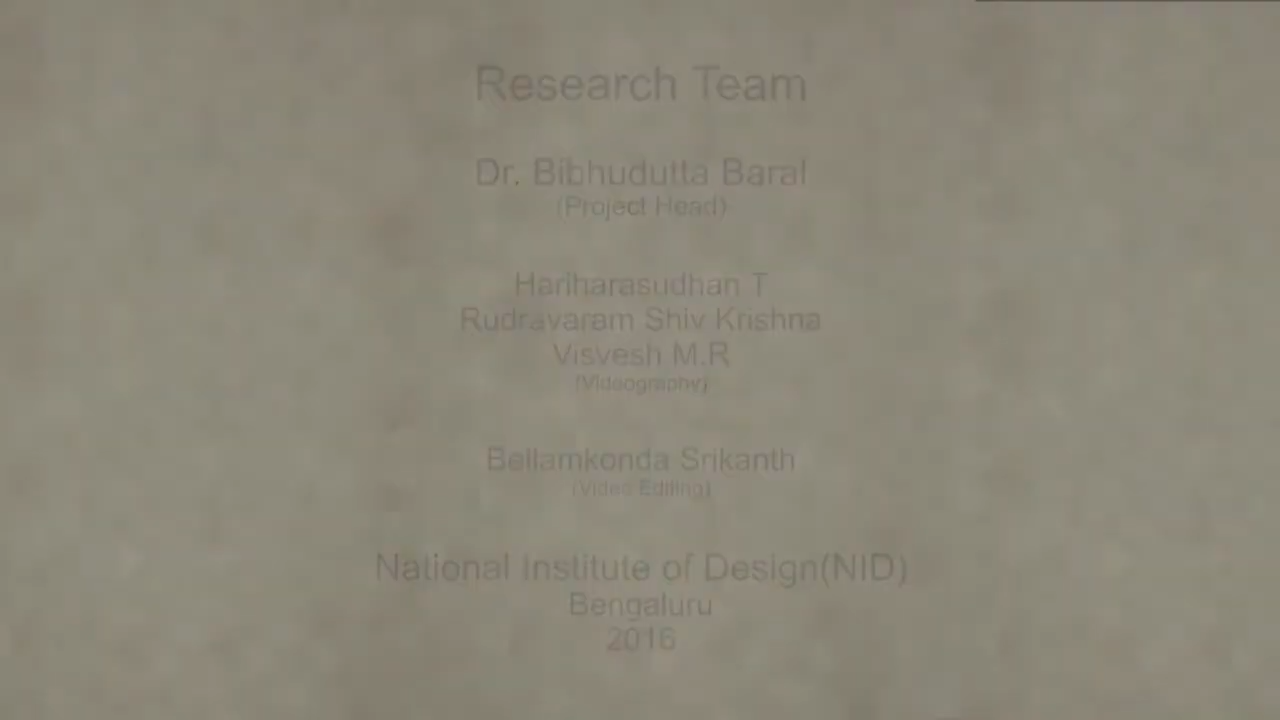 Research Team
Dr. Bibhudutta Baral
(Project Head)
Hariharasudhan T
Rudravaram Shiv Krishna
Visvesh M.R
(Videography)
Bellamkonda Srikanth
(Video Editing)
National Institute of Design(NID)
Bengaluru
2016